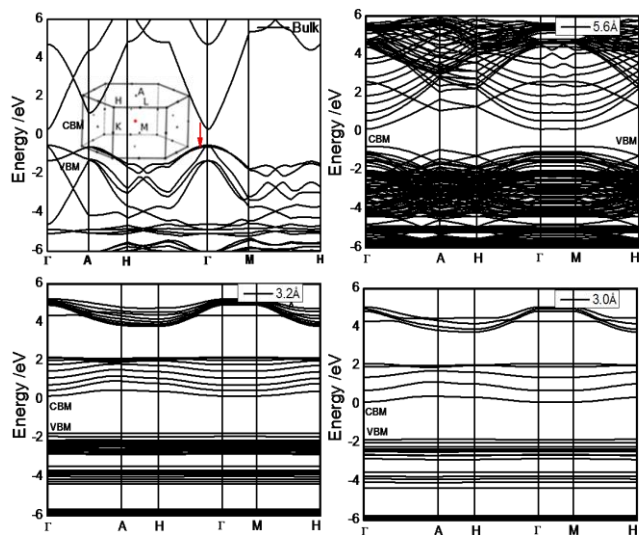 6
4
2
0
-2
-4
-6
Energy /eV
CBM
VBM
Bulk
A
H
L
K
M
Γ A H Γ M H
6
4
2
0
-2
-4
-6
Energy /eV
CBM
VBM
5.6Å
Γ A H Γ M H
4
2
0
-2
-4
-6
Energy /eV
CBM
VBM
3.2Å
Γ A H Γ M H
4
2
0
-2
-4
-6
Energy /eV
CBM
VBM
3.0Å
Γ A H Γ M H